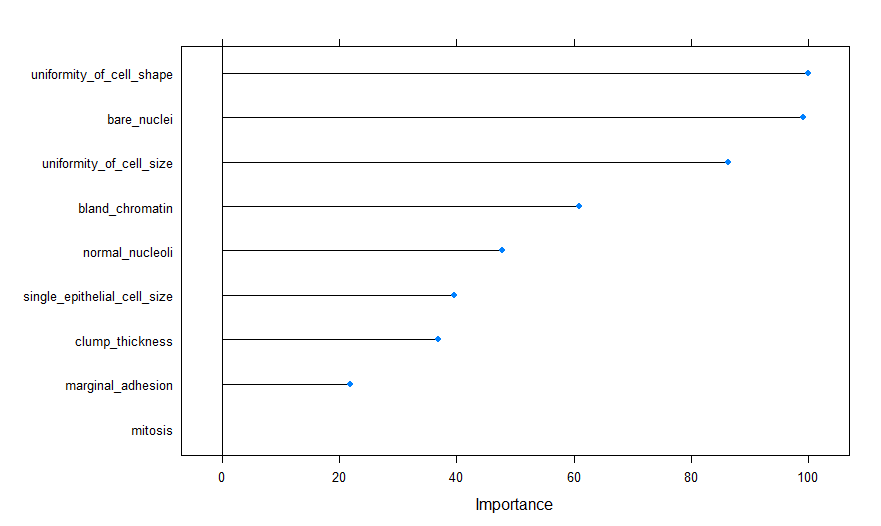 uniformity_of_cell_shape
bare_nuclei
uniformity_of_cell_size
bland_chromatin
normal_nucleoli
single_epithelial_cell_size
clump_thickness
marginal_adhesion
mitosis
0 20 40 60 80 100
Importance